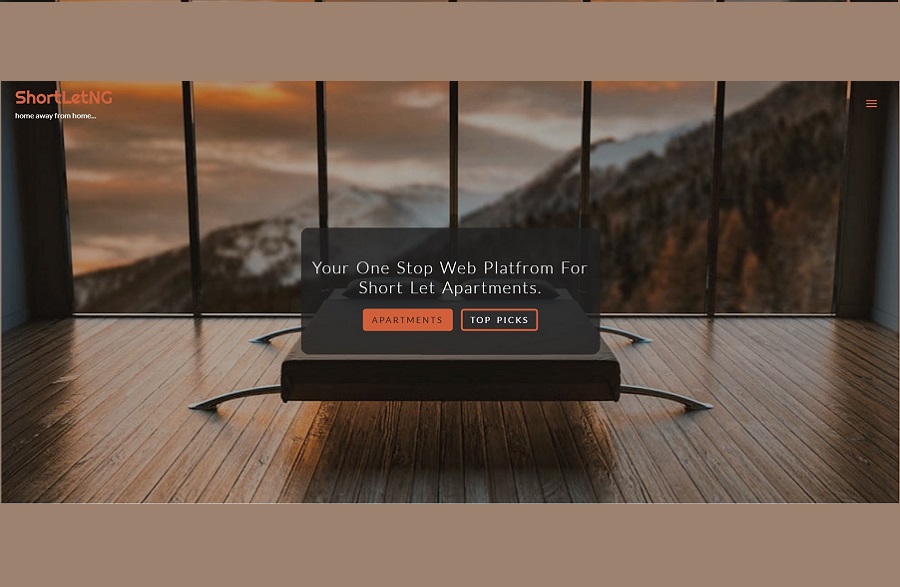 ShortLetNG
home away from home...
Your One Stop Web Platfrom For
Short Let Apartments.
APARTMENTS
TOP PICKS